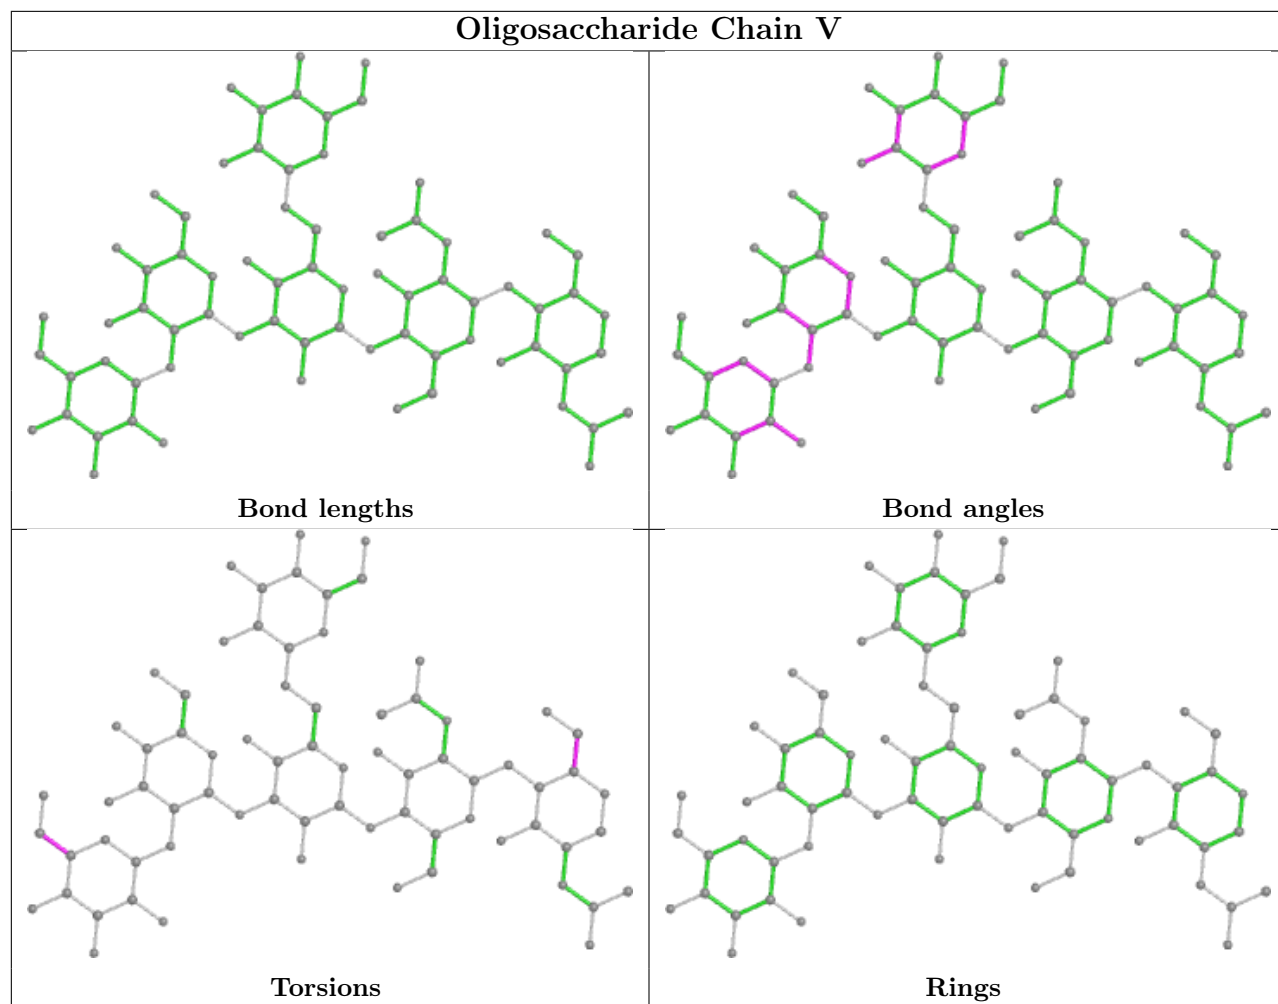 Oligosaccharide Chain V
Bond lengths
Bond angles
Torsions
Rings